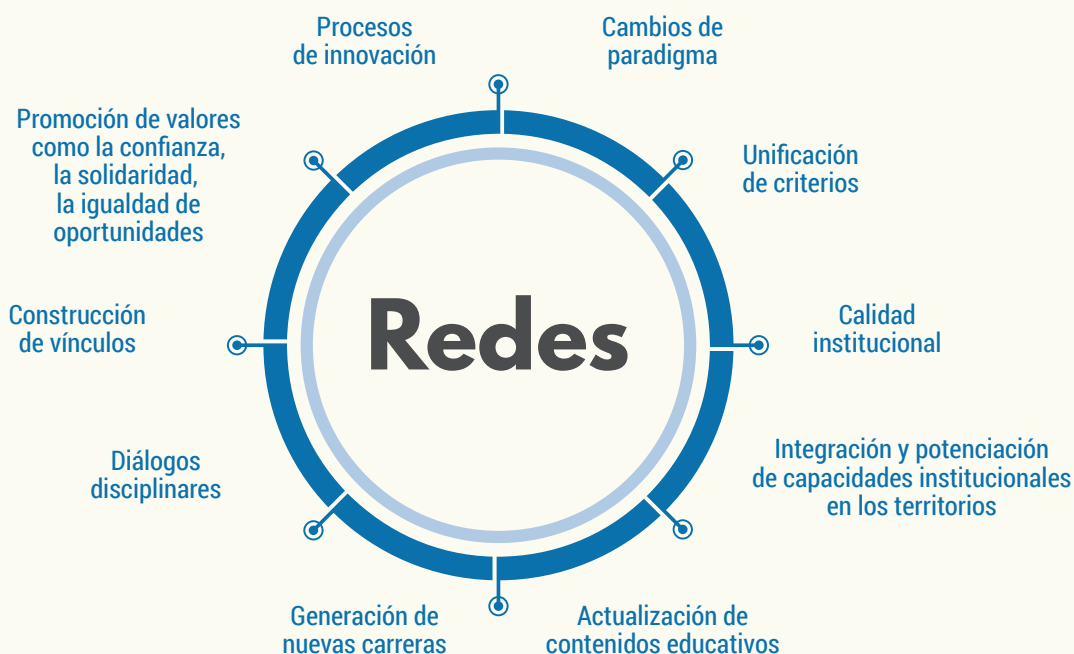 Procesos
de innovación
Cambios de
paradigma
Promoción de valores
como la confianza,
la solidaridad,
la igualdad de
oportunidades
Unificación
de criterios
Construcción
de vínculos
Redes
Calidad
institucional
Diálogos
disciplinares
Integración y potenciación
de capacidades institucionales
en los territorios
Generación de
nuevas carreras
Actualización de
contenidos educativos